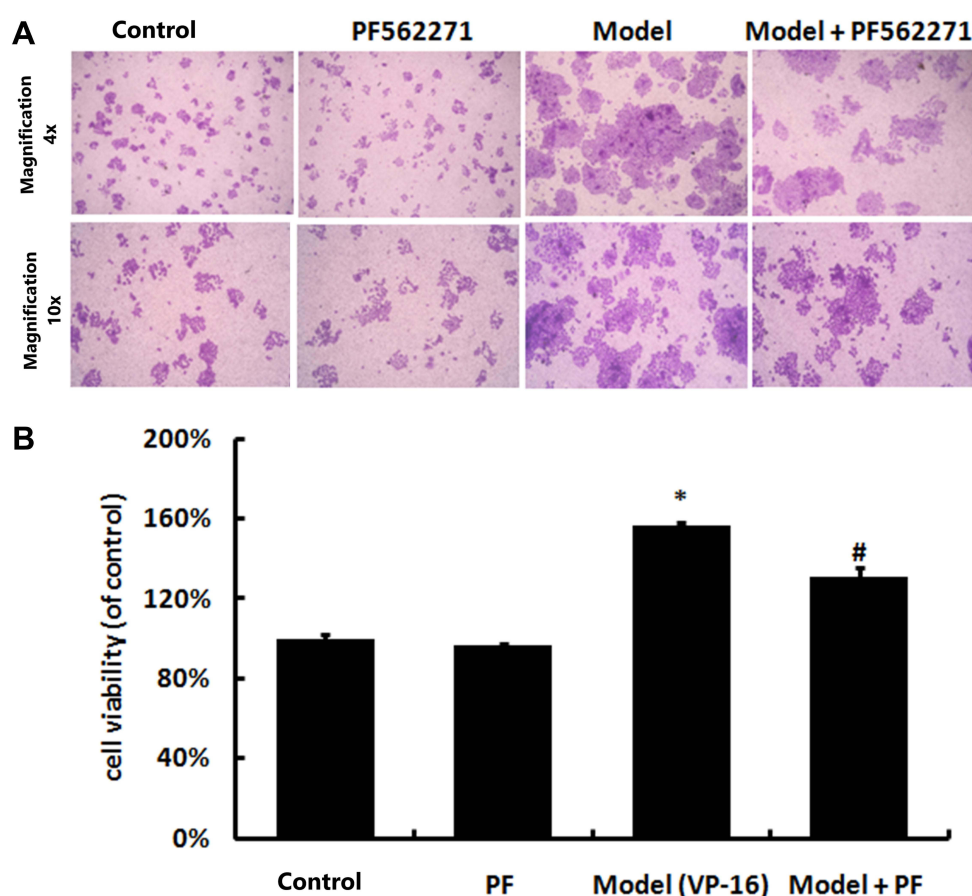 A
Control PF562271 Model Model + PF562271
Magnification
4x
Magnification
10x
B
cell viability (of control)
200%
160%
120%
80%
40%
0%
*
#
Control PF Model (VP-16) Model + PF